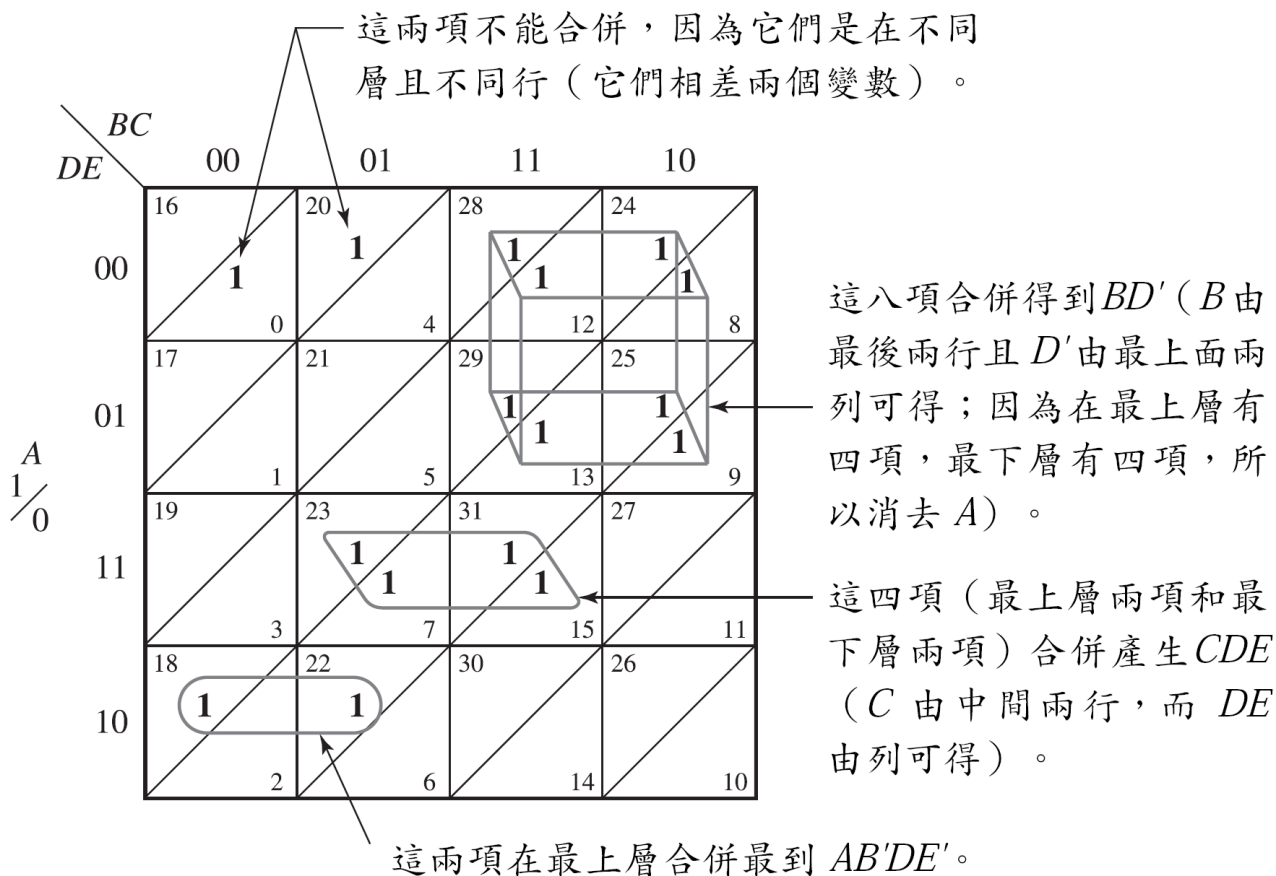 這兩項不能合併，因為它們是在不同
層且不同行（它們相差兩個變數）。
BC
DE
00 01 11 10
16 20 28 24
1 1 1 1
00 1 1 1
0 4 12 8
17 21 29 25
1 1
01 1 1
1 5 13 9
A
1
0
19 23 31 27
1 1
11 1 1
3 7 15 11
18 22 30 26
10 1 1
2 6 14 10
這八項合併得到BD′（B由
最後兩行且D′由最上面兩
列可得；因為在最上層有
四項，最下層有四項，所
以消去 A）。
這四項（最上層兩項和最
下層兩項）合併產生CDE
（C 由中間兩行，而 DE
由列可得）。
這兩項在最上層合併最到 AB′DE′。